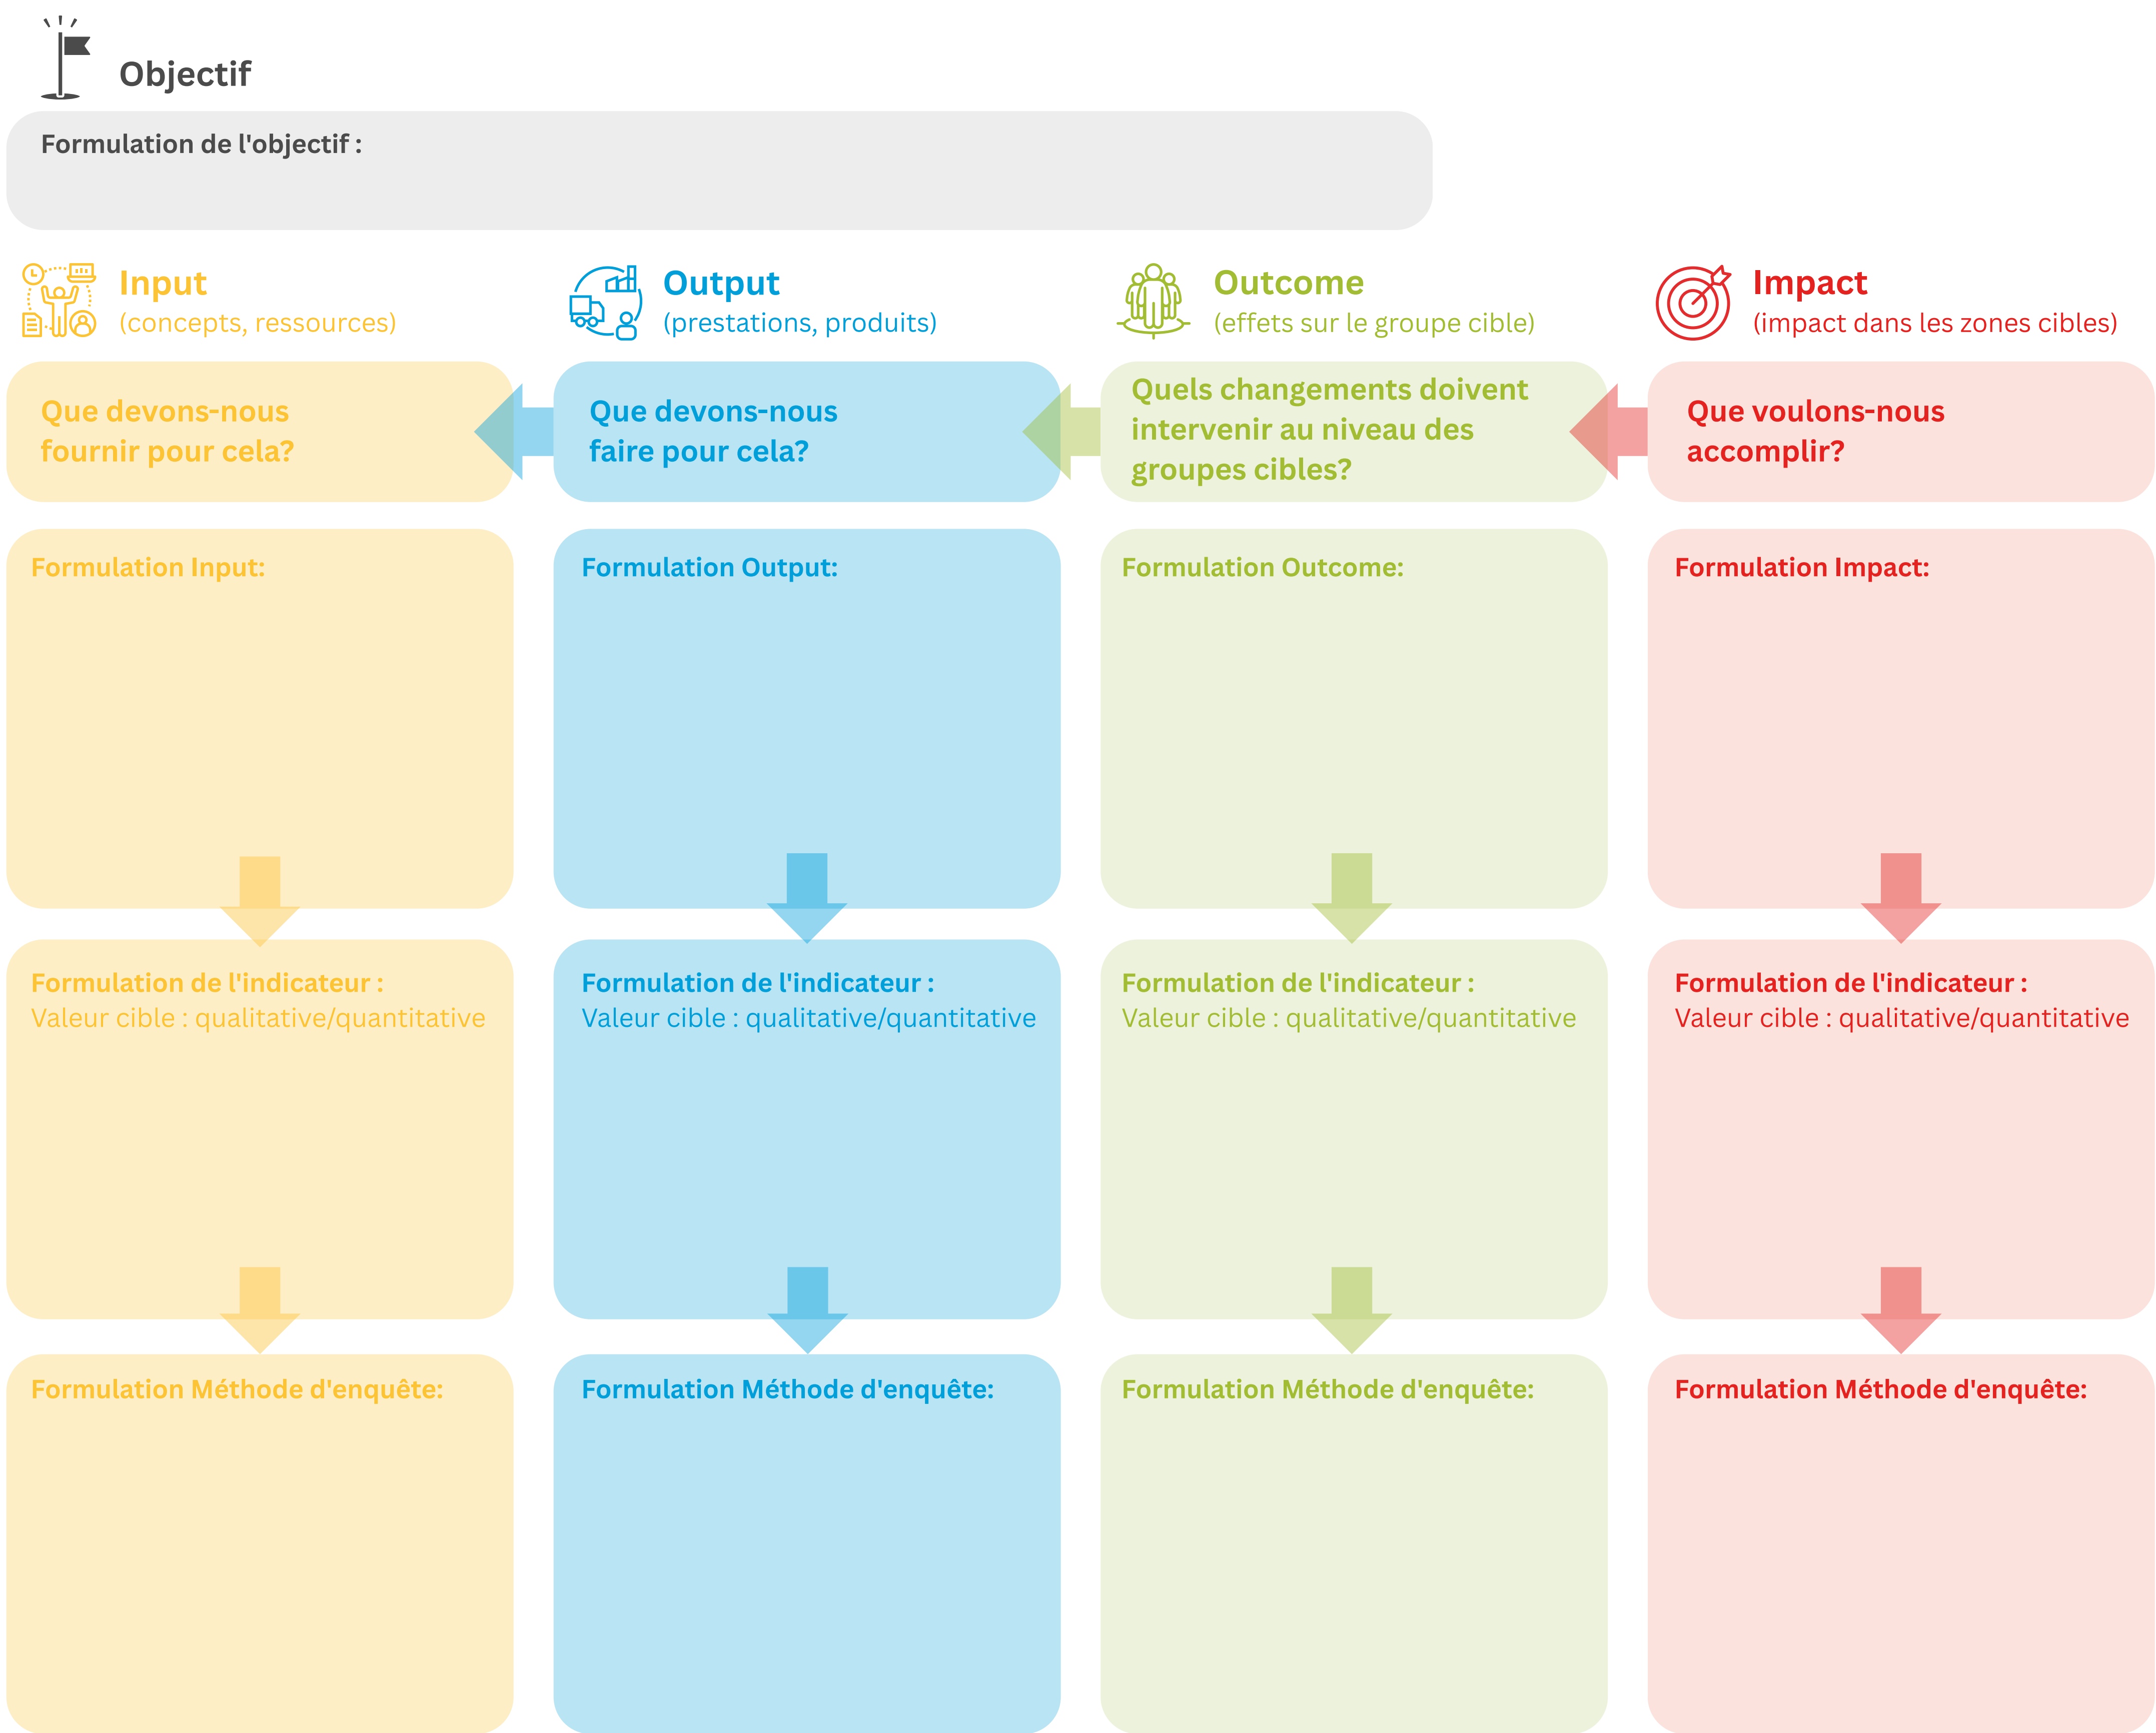 Objectif
Formulation de l'objectif :
Input
(concepts, ressources)
Output
(prestations, produits)
Outcome
(effets sur le groupe cible)
Impact
(impact dans les zones cibles)
Que devons-nous
fournir pour cela?
Que devons-nous
faire pour cela?
Quels changements doivent
intervenir au niveau des
groupes cibles?
Que voulons-nous
accomplir?
Formulation Input:
Formulation Output:
Formulation Outcome:
Formulation Impact:
Formulation de l'indicateur :
Valeur cible : qualitative/quantitative
Formulation de l'indicateur :
Valeur cible : qualitative/quantitative
Formulation de l'indicateur :
Valeur cible : qualitative/quantitative
Formulation de l'indicateur :
Valeur cible : qualitative/quantitative
Formulation Méthode d'enquête:
Formulation Méthode d'enquête:
Formulation Méthode d'enquête:
Formulation Méthode d'enquête: